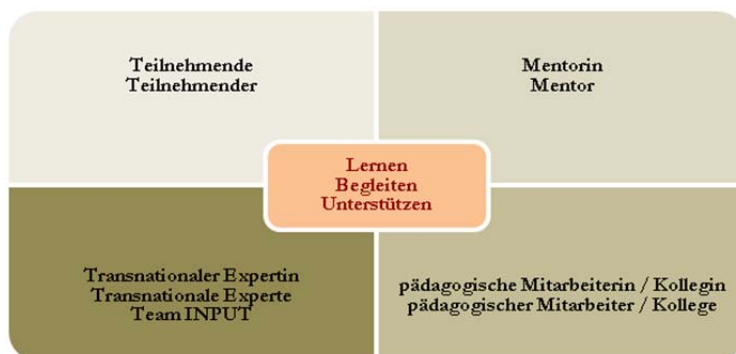 Teilnehmende
Teilnehmender
Mentorin
Mentor
Lernen
Begleiten
Unterstützen
Transnationaler Expertin
Transnationale Experte
Team INPUT
pädagogische Mitarbeiterin / Kollegin
pädagogischer Mitarbeiter / Kollege